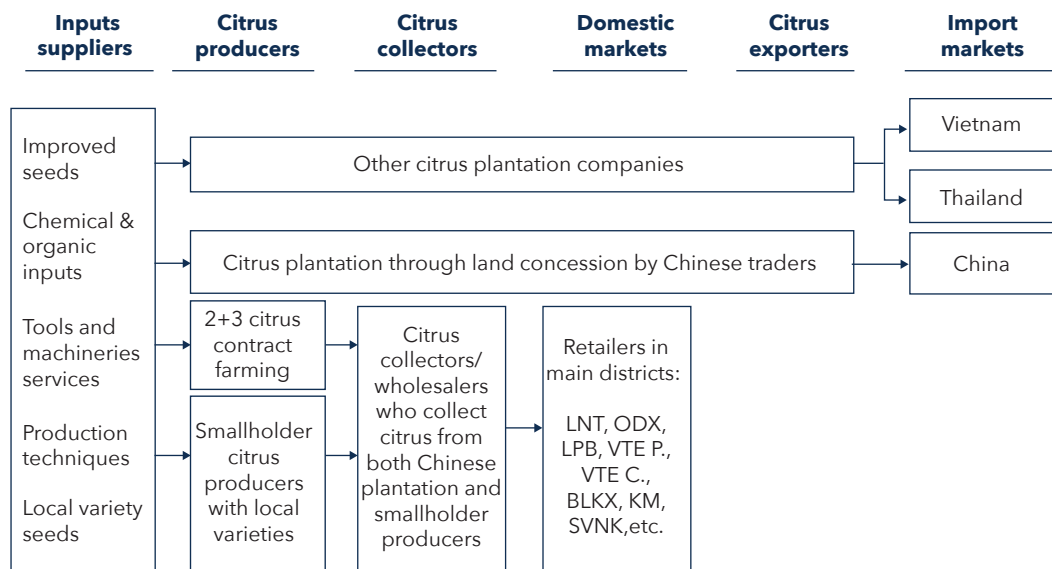 Inputs
suppliers
Citrus
producers
Citrus
collectors
Domestic
markets
Citrus
exporters
Import
markets
Improved
seeds
Chemical &
organic
inputs
Tools and
machineries
services
Production
techniques
Local variety
seeds
Other citrus plantation companies
Vietnam
Thailand
Citrus plantation through land concession by Chinese traders
China
2+3 citrus
contract
farming
Smallholder
citrus
producers
with local
varieties
Citrus
collectors/
wholesalers
who collect
citrus from
both Chinese
plantation and
smallholder
producers
Retailers in
main districts:
LNT, ODX,
LPB, VTE P.,
VTE C.,
BLKX, KM,
SVNK,etc.